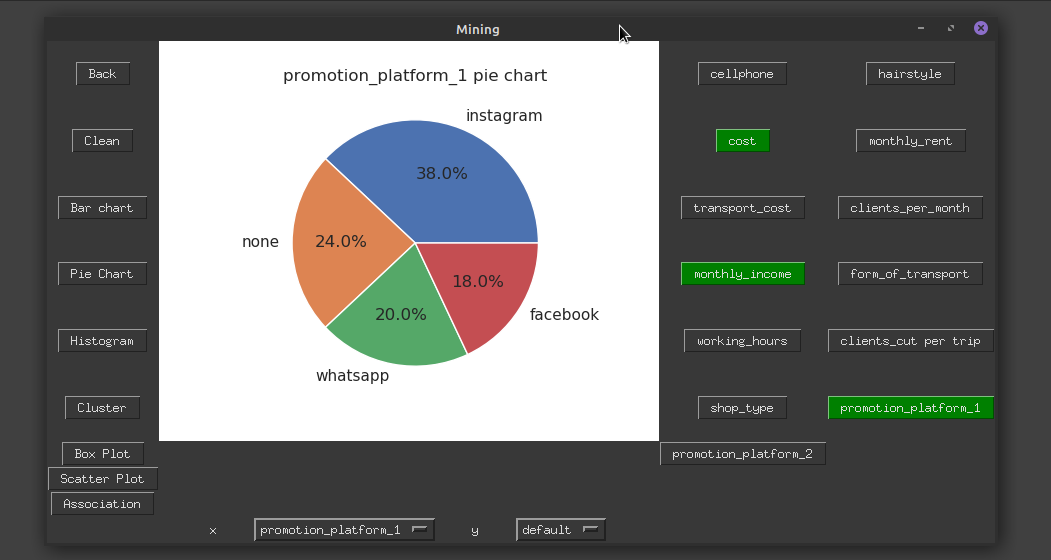 Mining
Back
Clean
Bar chart
Pie Chart
Histogram
Cluster
Box Plot
Scatter Plot
Association
promotion_platform_1 pie chart
instagram
38.0%
none
24.0%
18.0%
20.0%
facebook
whatsapp
cellphone
hairstyle
cost
monthly_rent
transport_cost
clients_per_month
monthly_income
form_of_transport
working_hours
clients_cut per trip
shop_type
promotion_platform_1
promotion_platform_2
x promotion_platform_1 y default